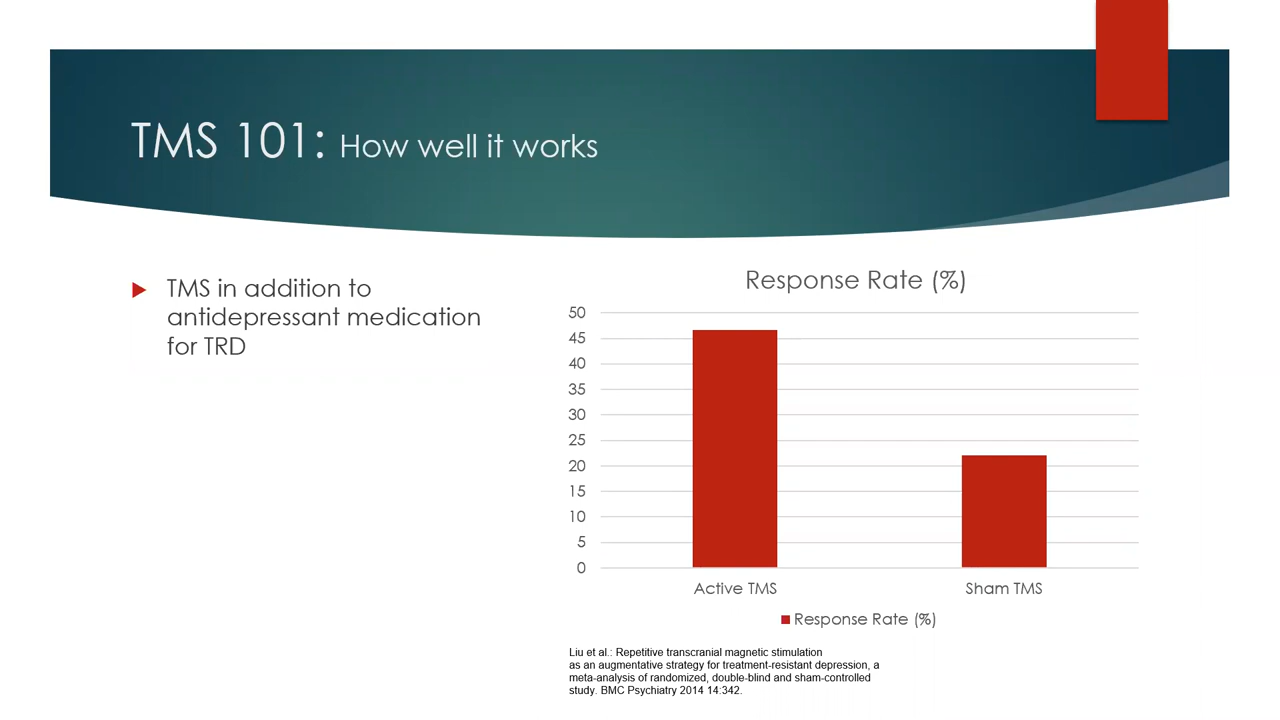 TMS 101: How well it works
TMS in addition to
antidepressant medication
for TRD
Response Rate (%)
50
45
40
35
30
25
20
15
10
5
0
Active TMS
Sham TMS
Response Rate (%)
Liu et al.: Repetitive transcranial magnetic stimulation
as an augmentative strategy for treatment-resistant depression, a
meta-analysis of randomized, double-blind and sham-controlled
study. BMC Psychiatry 2014 14:342.